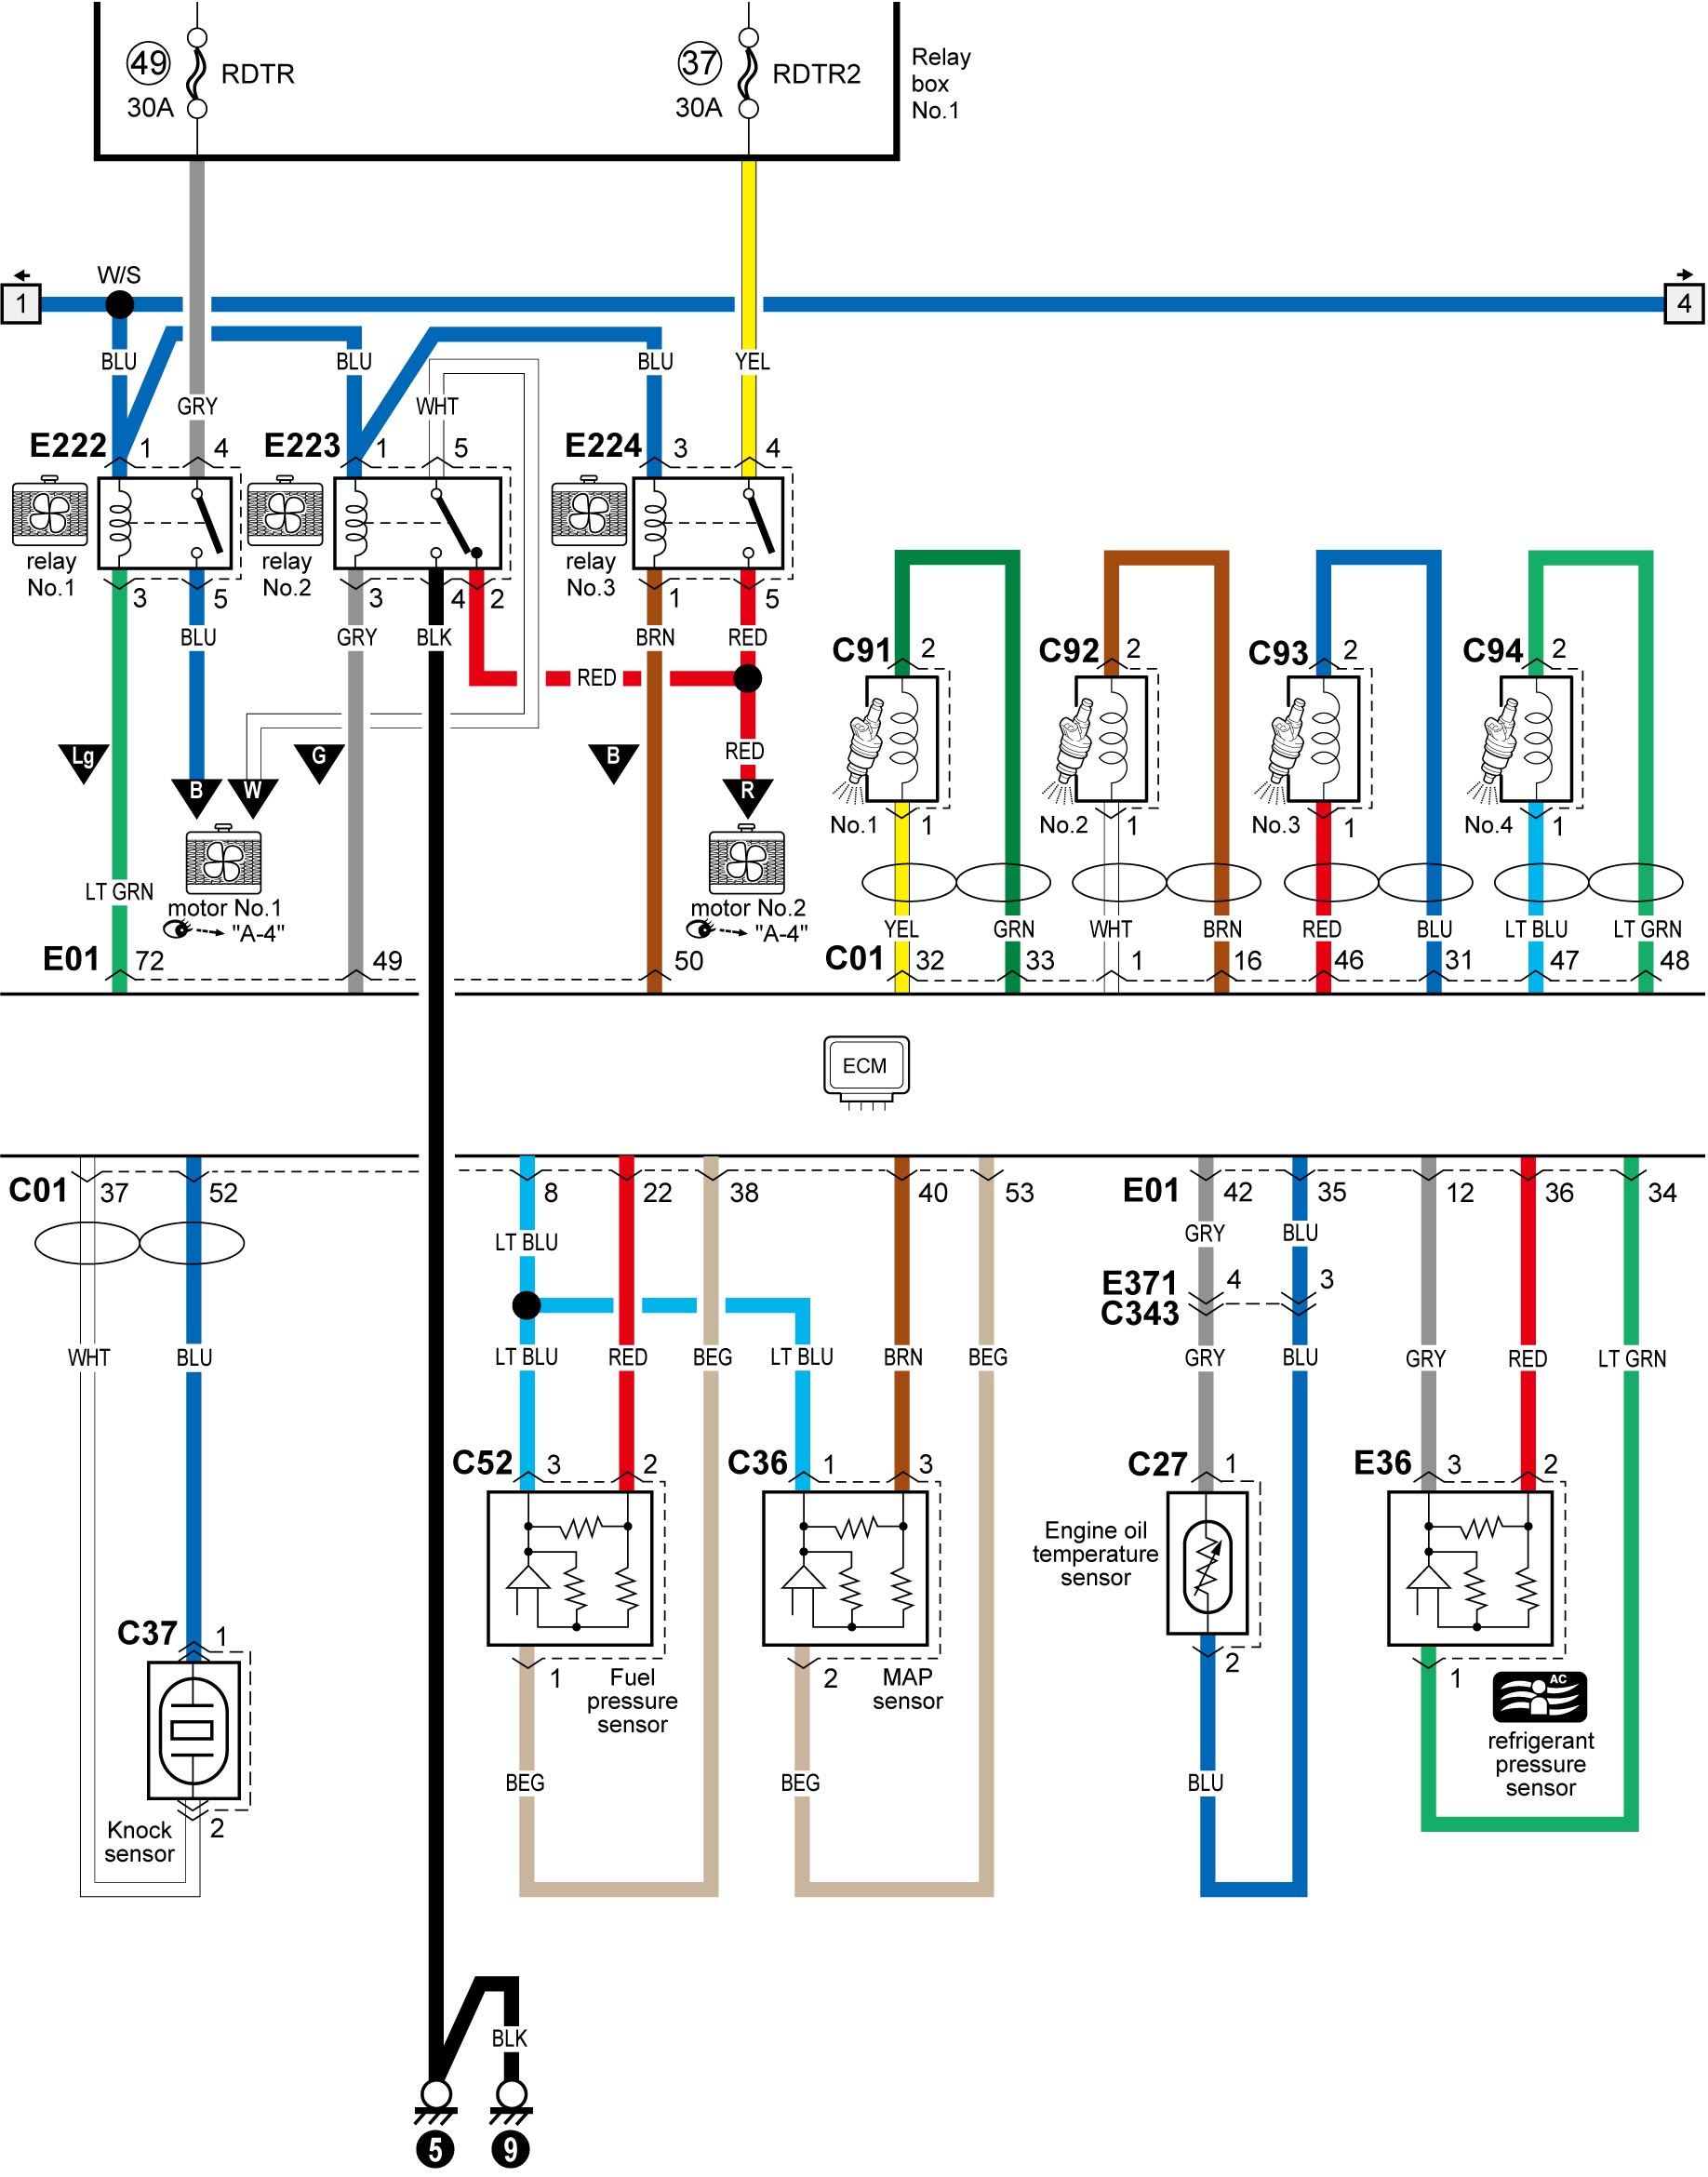 49 RDTR 37 RDTR2 Relay
30A 30A box
No.1
W/S
1 4
BLU BLU BLU YEL
GRY WHT
E222 1 4 E223 1 5 E224 3 4
relay relay relay
No.1 No.2 No.3
3 5 3 4 2 1 5
BLU GRY BLK BRN RED
RED
C91 2 C92 2 C93 2 C94 2
Lg G B RED
B W R
No.1 1 No.2 1 No.3 1 No.4 1
LT GRN
motor No.1 motor No.2
"A-4" "A-4"
YEL GRN WHT BRN RED BLU LT BLU LT GRN
E01 72 49 50 C01 32 33 1 16 46 31 47 48
ECM
C01 37 52 8 22 38 40 53 E01 42 35 12 36 34
LT BLU GRY BLU
E371 4 3
C343
WHT BLU LT BLU RED BEG LT BLU BRN BEG GRY BLU GRY RED LT GRN
C52 3 2 C36 1 3 C27 1 E36 3 2
Engine oil
temperature
sensor
C37 1
1 Fuel
pressure
sensor
2 MAP
sensor
2
1 AC
refrigerant
pressure
sensor
BEG BEG BLU
Knock
sensor
2
BLK
5 9